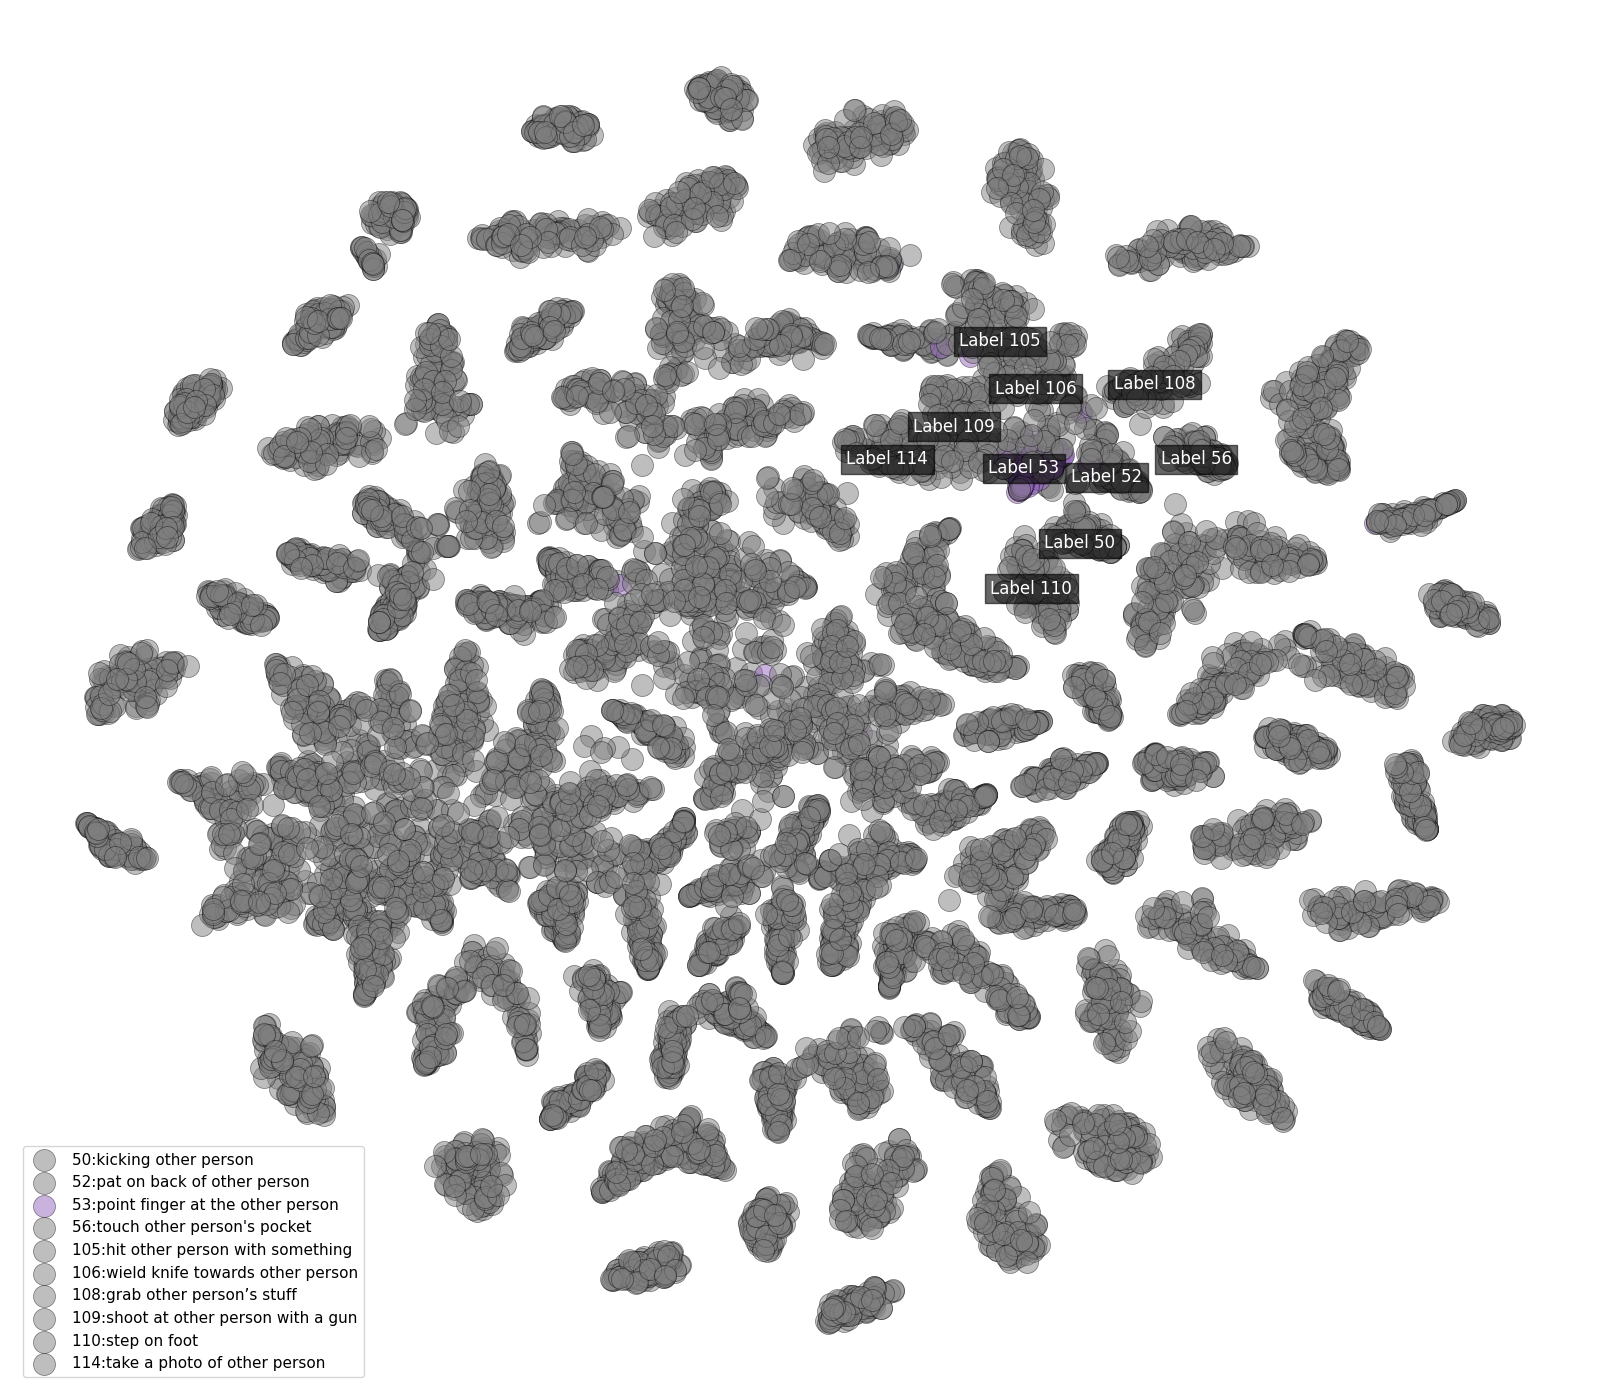 Label 105
Label 106
Label 108
Label 109
Label 114
Label 53
Label 52
Label 56
Label 50
Label 110
50:kicking other person
52:pat on back of other person
53:point finger at the other person
56:touch other person's pocket
105:hit other person with something
106:wield knife towards other person
108:grab other person’s stuff
109:shoot at other person with a gun
110:step on foot
114:take a photo of other person